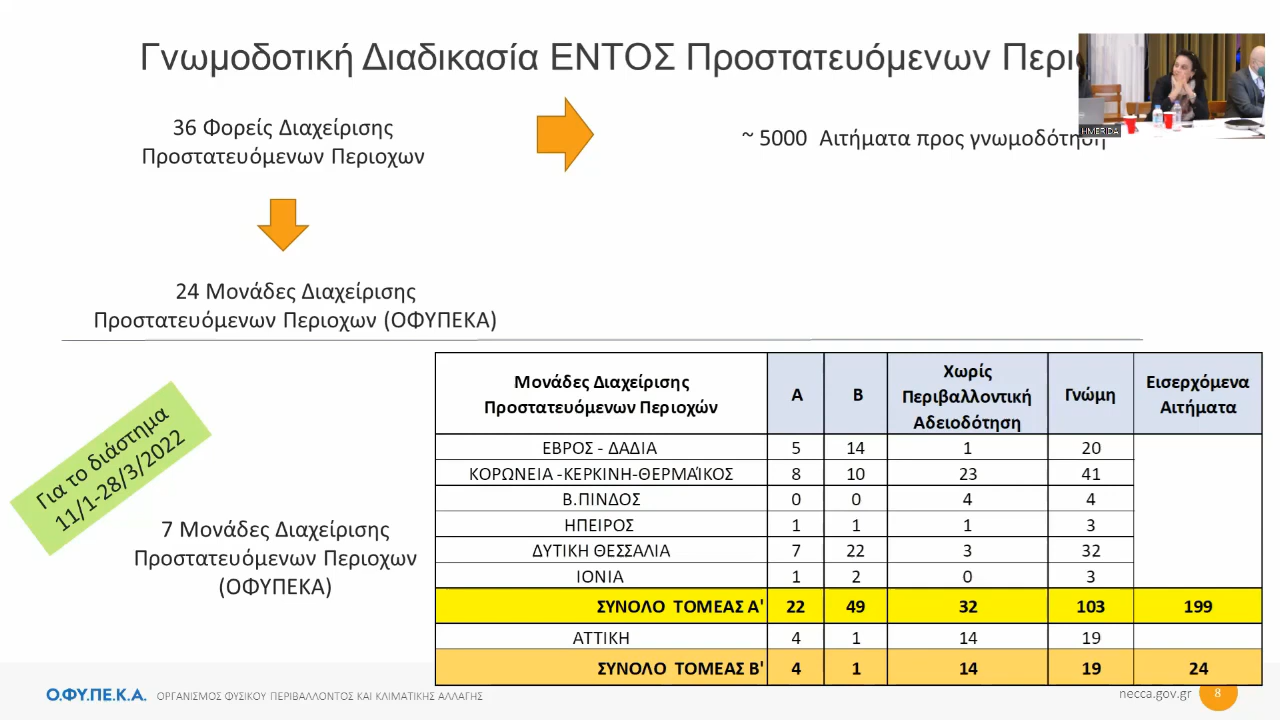 Γνωμοδοτική Διαδικασία ΕΝΤΟΣ Προστατευόμενων
HMERIDA
36 Φορείς Διαχείρισης
Προστατευόμενων Περιοχων
~ 5000 Αιτήματα προς γνωμοδότηση
24 Μονάδες Διαχείρισης
Προστατευόμενων Περιοχων (ΟΦΥΠΕΚΑ)
Για το διάστημα
11/1-28/3/2022
7 Μονάδες Διαχείρισης
Προστατευόμενων Περιοχων
(ΟΦΥΠΕΚΑ)
Μονάδες Διαχείρισης Προστατευόμενων Περιοχών Α Β Χωρίς Περιβαλλοντική Αδειοδότηση Γνώμη Εισερχόμενα Αιτήματα
ΕΒΡΟΣ - ΔΑΔΙΑ 5 14 1 20
ΚΟΡΩΝΕΙΑ -ΚΕΡΚΙΝΗ-ΘΕΡΜΑΪΚΟΣ 8 10 23 41
Β.ΠΙΝΔΟΣ 0 0 4 4
ΗΠΕΙΡΟΣ 1 1 1 3
ΔΥΤΙΚΗ ΘΕΣΣΑΛΙΑ 7 22 3 32
ΙΟΝΙΑ 1 2 0 3
ΣΥΝΟΛΟ ΤΟΜΕΑΣ Α' 22 49 32 103 199
ΑΤΤΙΚΗ 4 1 14 19
ΣΥΝΟΛΟ ΤΟΜΕΑΣ Β' 4 1 14 19 24
Ο.ΦΥ.ΠΕ.Κ.Α. ΟΡΓΑΝΙΣΜΟΣ ΦΥΣΙΚΟΥ ΠΕΡΙΒΑΛΛΟΝΤΟΣ ΚΑΙ ΚΛΙΜΑΤΙΚΗΣ ΑΛΛΑΓΗΣ
necca.gov.gr 8